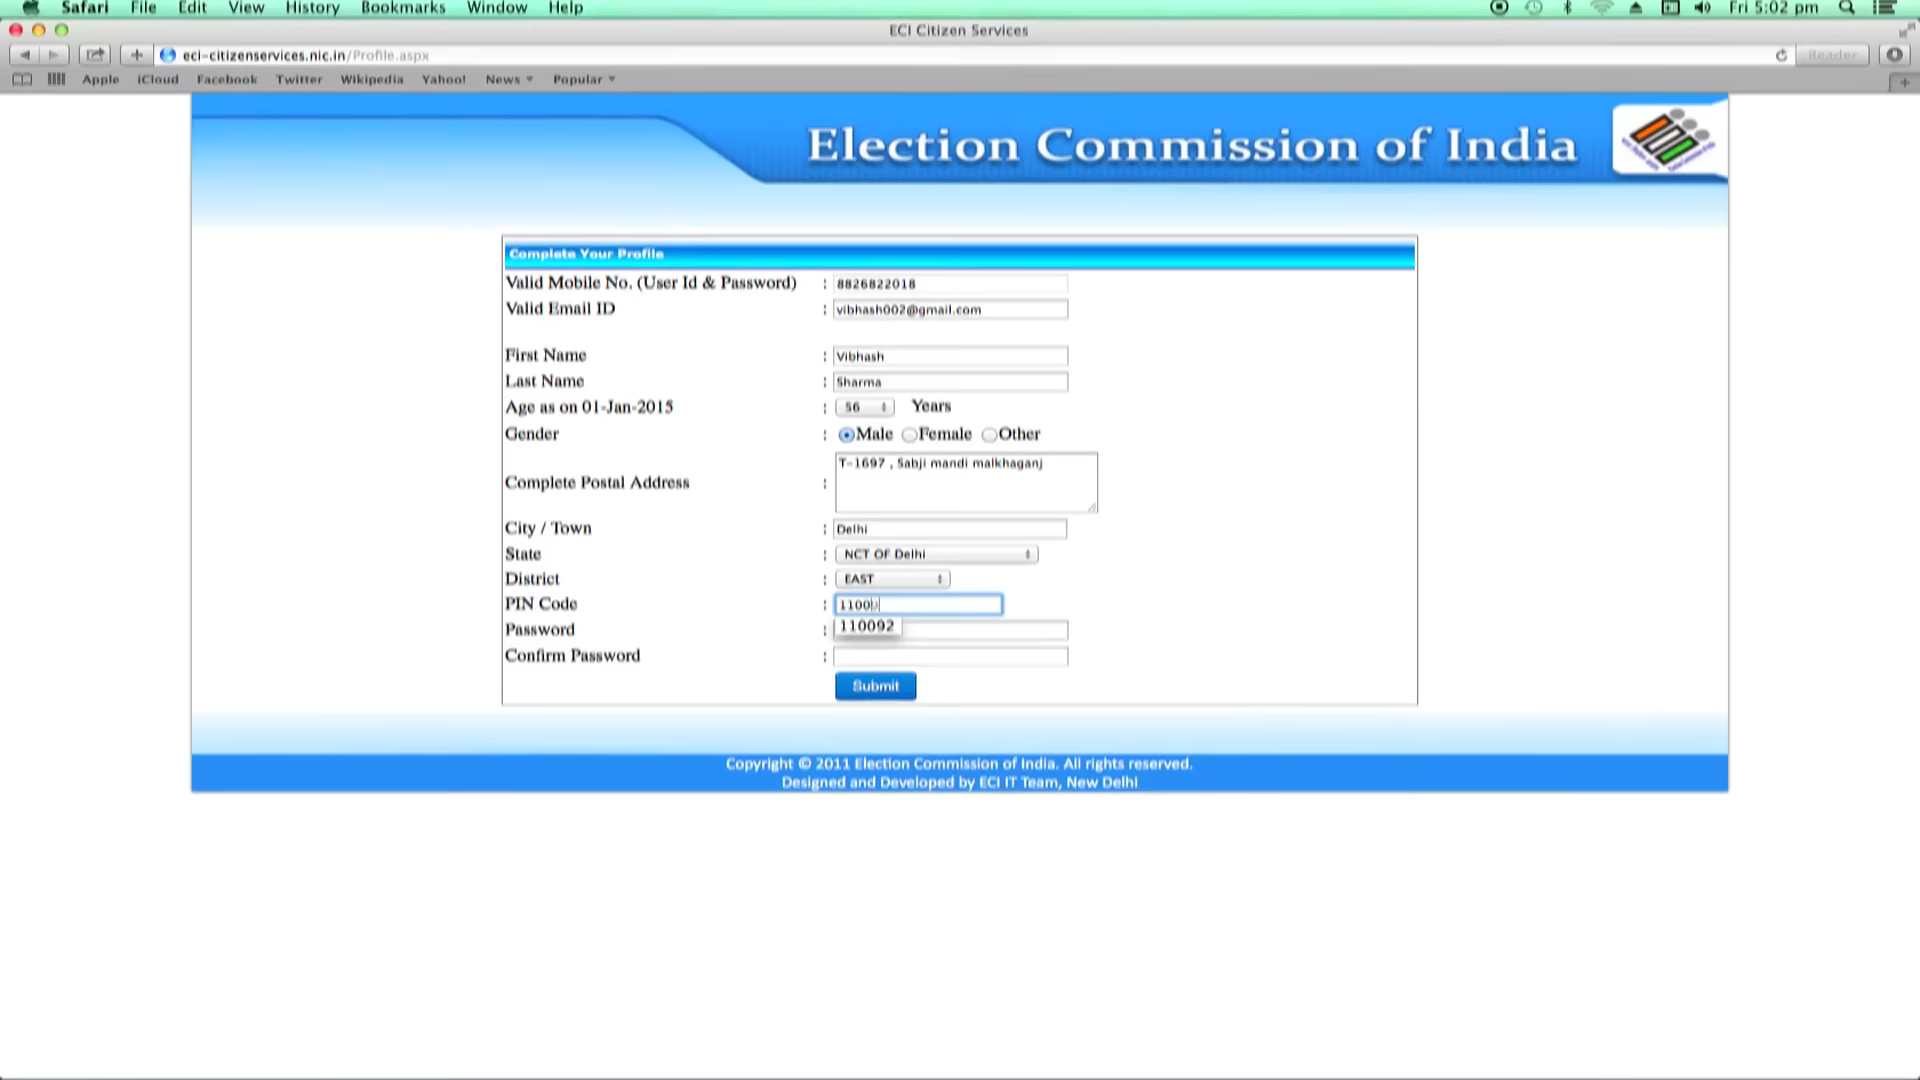 Safari File Edit View History Bookmarks Window Help Fri 5:02 pm
ECI Citizen Services
eci-citizenservices.nic.in/Profile.aspx Reader
Apple iCloud Facebook Twitter Wikipedia Yahoo! News Popular
Election Commission of India
Complete Your Profile
Valid Mobile No. (User Id & Password) : 8826822018
Valid Email ID : vibhash002@gmail.com
First Name : Vibhash
Last Name : Sharma
Age as on 01-Jan-2015 : 56 Years
Gender : Male Female Other
Complete Postal Address : T-1697 , Sabji mandi malkhaganj
City / Town : Delhi
State : NCT OF Delhi
District : EAST
PIN Code : 1100
110092
Password :
Confirm Password :
Submit
Copyright © 2011 Election Commission of India. All rights reserved.
Designed and Developed by ECI IT Team, New Delhi